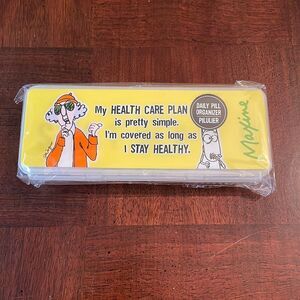 My HEALTH CARE PLAN
is pretty simple.
I'm covered as long as
I STAY HEALTHY.
DAILY PILL
ORGANIZER
PILULIER
Maxine